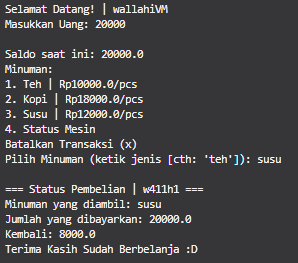 Selamat Datang! | wallahiVM
Masukkan Uang: 20000
Saldo saat ini: 20000.0
Minuman:
1. Teh | Rp10000.0/pcs
2. Kopi | Rp18000.0/pcs
3. Susu | Rp12000.0/pcs
4. Status Mesin
Batalkan Transaksi (x)
Pilih Minuman (ketik jenis [cth: 'teh']): susu
=== Status Pembelian | w411h1 ===
Minuman yang diambil: susu
Jumlah yang dibayarkan: 20000.0
Kembali: 8000.0
Terima Kasih Sudah Berbelanja :D